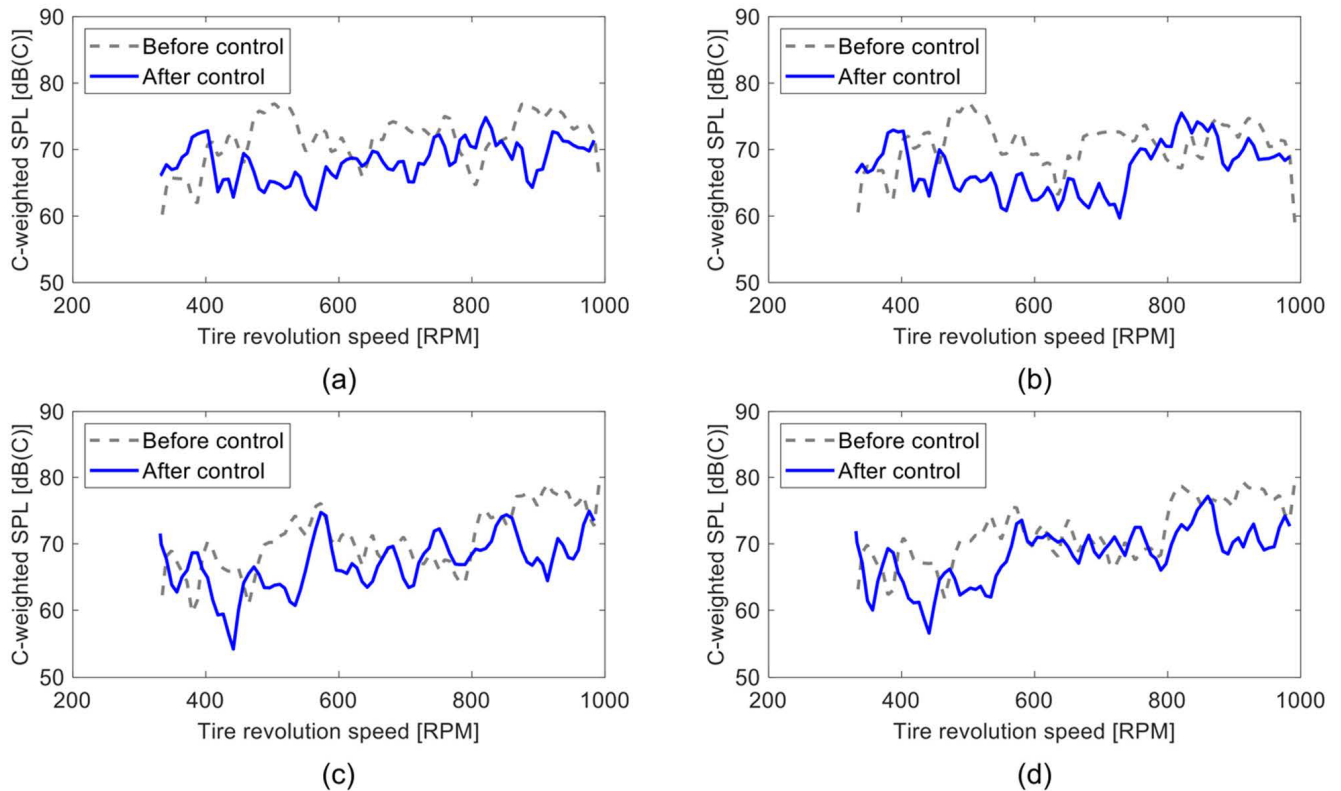 90
80
70
60
50
C-weighted SPL [dB(C)]
Before control
After control
200 400 600 800 1000
Tire revolution speed [RPM]
(a)
90
80
70
60
50
C-weighted SPL [dB(C)]
Before control
After control
200 400 600 800 1000
Tire revolution speed [RPM]
(b)
90
80
70
60
50
C-weighted SPL [dB(C)]
Before control
After control
200 400 600 800 1000
Tire revolution speed [RPM]
(c)
90
80
70
60
50
C-weighted SPL [dB(C)]
Before control
After control
200 400 600 800 1000
Tire revolution speed [RPM]
(d)